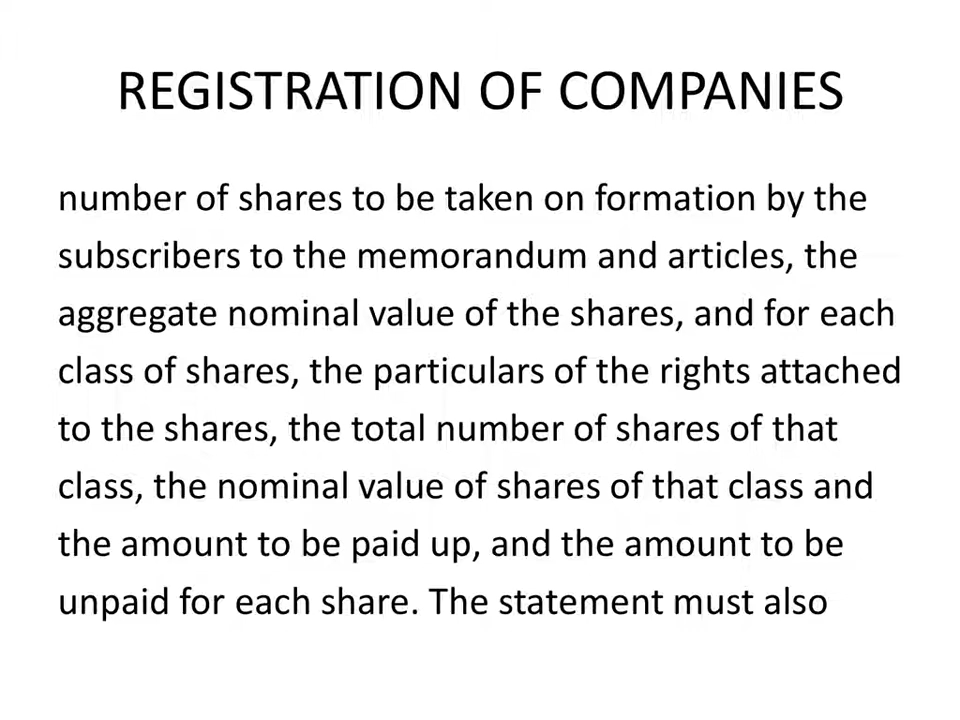 REGISTRATION OF COMPANIES
number of shares to be taken on formation by the
subscribers to the memorandum and articles, the
aggregate nominal value of the shares, and for each
class of shares, the particulars of the rights attached
to the shares, the total number of shares of that
class, the nominal value of shares of that class and
the amount to be paid up, and the amount to be
unpaid for each share. The statement must also